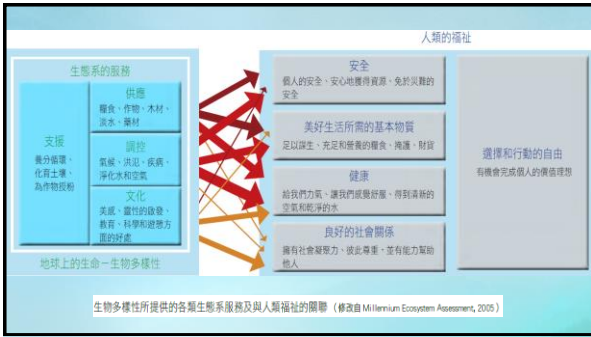 人類的福祉
生態系的服務
供應
糧食、作物、木材、
淡水、藥材
支援
養分循環、
化育土壤、
為作物授粉
調控
氣候、洪氾、疾病、
淨化水和空氣
文化
美感、靈性的啟發、
教育、科學和遊憩方
面的好處
地球上的生命－生物多樣性
安全
個人的安全、安心地獲得資源、免於災難的
安全
美好生活所需的基本物質
足以謀生、充足和營養的糧食、掩護、財貨
健康
給我們力氣、讓我們感覺舒服、得到清新的
空氣和乾淨的水
良好的社會關係
擁有社會凝聚力、彼此尊重，並有能力幫助
他人
選擇和行動的自由
有機會完成個人的價值理想
生物多樣性所提供的各類生態系服務及與人類福祉的關聯（修改自 Millennium Ecosystem Assessment, 2005）